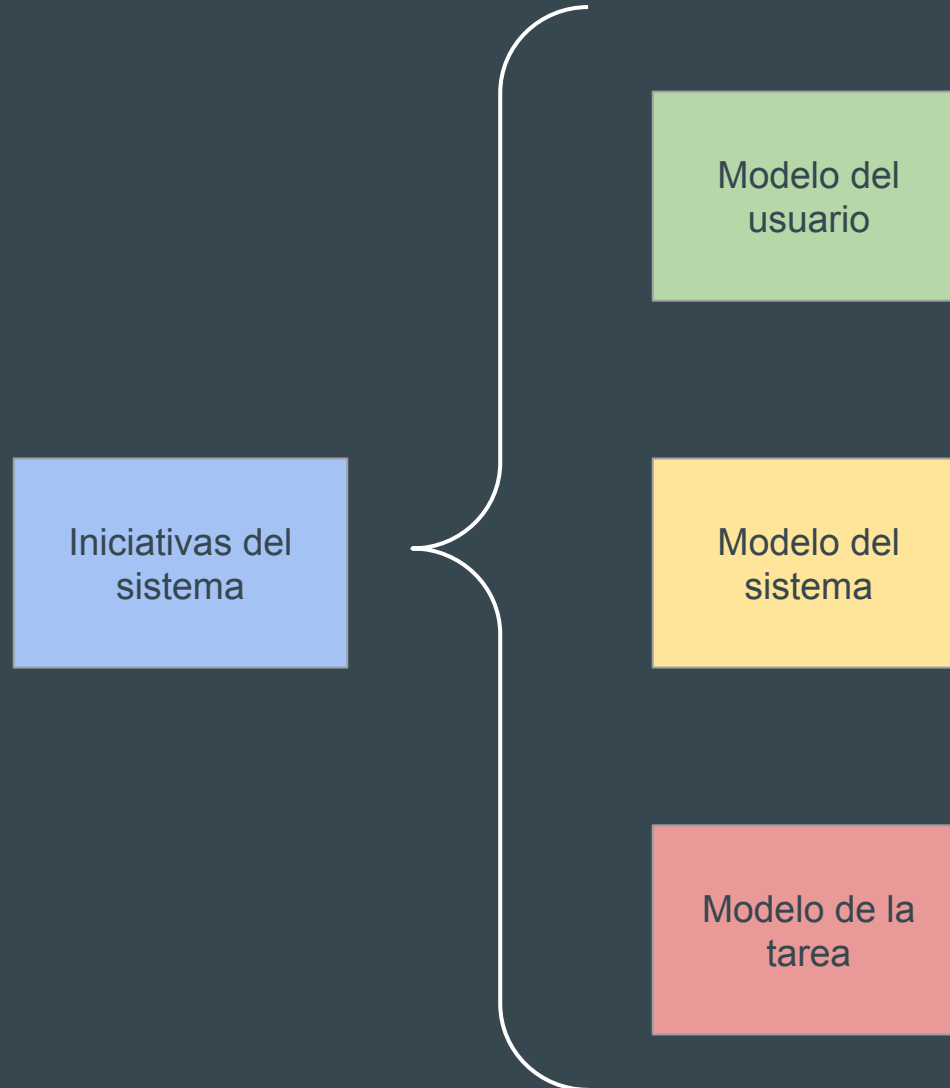 Modelo del
usuario
Iniciativas del
sistema
Modelo del
sistema
Modelo de la
tarea